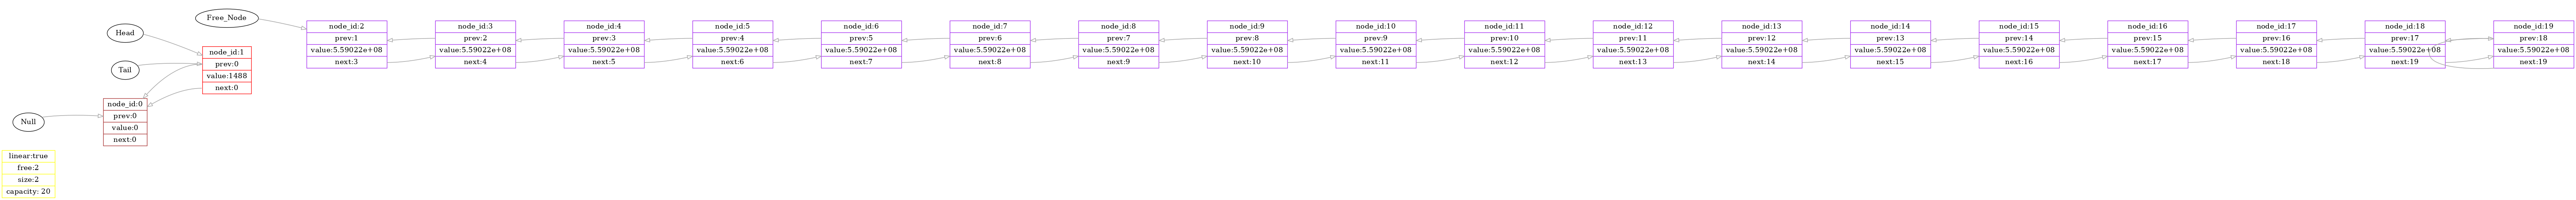 Free_Node
Head
Tail
Null
node_id:0
prev:0
value:0
next:0
linear:true
free:2
size:2
capacity: 20
node_id:1
prev:0
value:1488
next:0
node_id:2
prev:1
value:5.59022e+08
next:3
node_id:3
prev:2
value:5.59022e+08
next:4
node_id:4
prev:3
value:5.59022e+08
next:5
node_id:5
prev:4
value:5.59022e+08
next:6
node_id:6
prev:5
value:5.59022e+08
next:7
node_id:7
prev:6
value:5.59022e+08
next:8
node_id:8
prev:7
value:5.59022e+08
next:9
node_id:9
prev:8
value:5.59022e+08
next:10
node_id:10
prev:9
value:5.59022e+08
next:11
node_id:11
prev:10
value:5.59022e+08
next:12
node_id:12
prev:11
value:5.59022e+08
next:13
node_id:13
prev:12
value:5.59022e+08
next:14
node_id:14
prev:13
value:5.59022e+08
next:15
node_id:15
prev:14
value:5.59022e+08
next:16
node_id:16
prev:15
value:5.59022e+08
next:17
node_id:17
prev:16
value:5.59022e+08
next:18
node_id:18
prev:17
value:5.59022e+08
next:19
node_id:19
prev:18
value:5.59022e+08
next:19